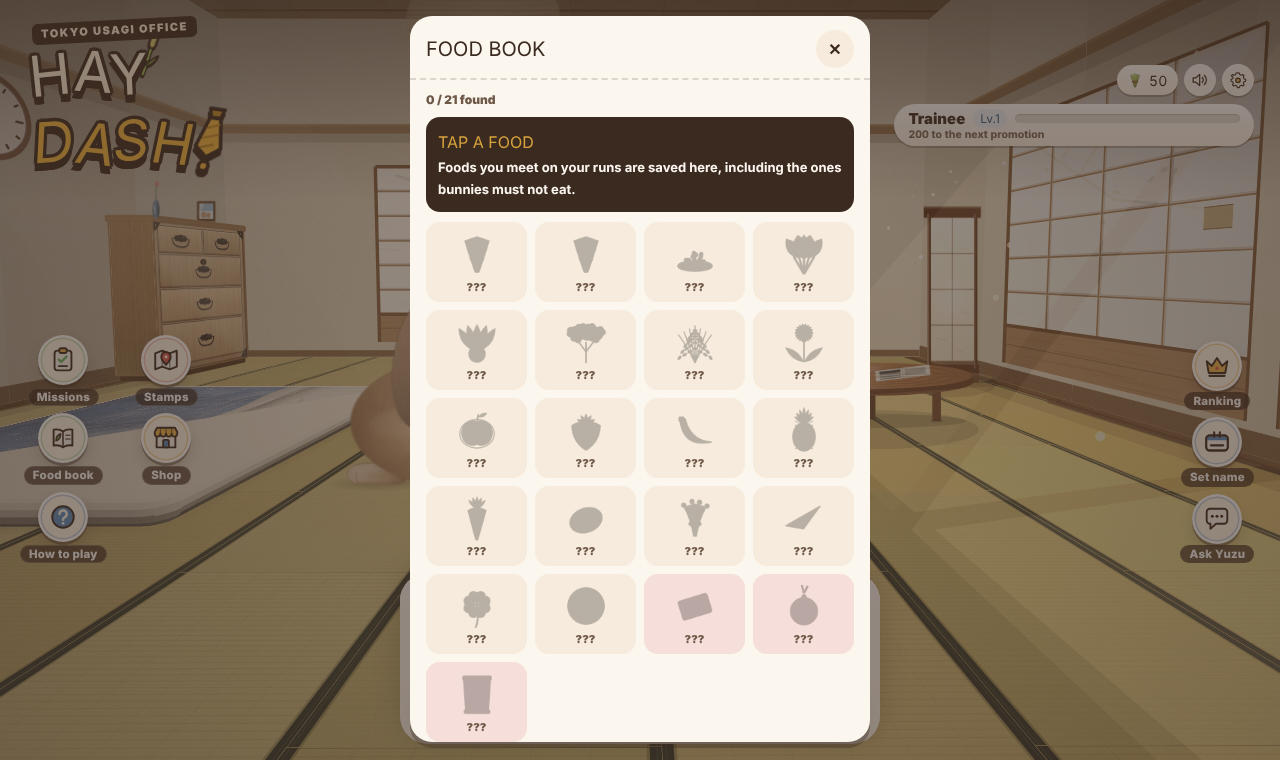 TOKYO USAGI OFFICE
HAY
DASH
FOOD BOOK
0 / 21 found
TAP A FOOD
Foods you meet on your runs are saved here, including the ones
bunnies must not eat.
??? ??? ??? ???
??? ??? ??? ???
??? ??? ??? ???
??? ??? ??? ???
??? ??? ??? ???
???
50
Trainee Lv.1
200 to the next promotion
Missions
Stamps
Food book
Shop
How to play
Ranking
Set name
Ask Yuzu